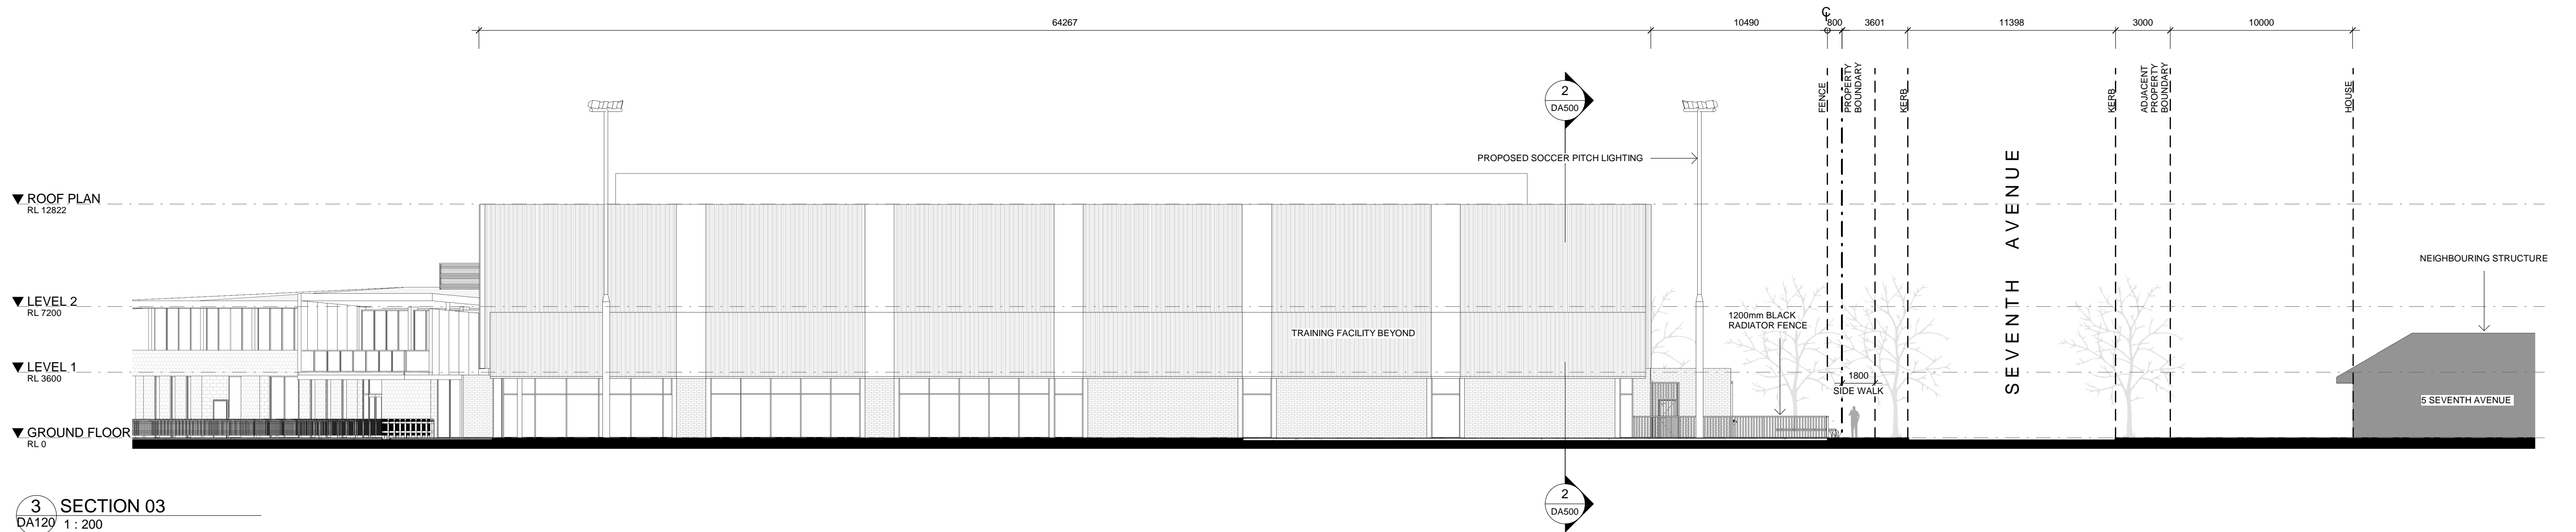 64267
10490
℄
800
3601
11398
3000
10000
FENCE
PROPERTY
BOUNDARY
KERB
KERB
ADJACENT
PROPERTY
BOUNDARY
HOUSE
2
DA500
PROPOSED SOCCER PITCH LIGHTING
SEVENTH AVENUE
ROOF PLAN
RL 12822
NEIGHBOURING STRUCTURE
LEVEL 2
RL 7200
1200mm BLACK
RADIATOR FENCE
TRAINING FACILITY BEYOND
LEVEL 1
RL 3600
1800
SIDE WALK
5 SEVENTH AVENUE
GROUND FLOOR
RL 0
2
DA500
3
DA120
SECTION 03
1 : 200